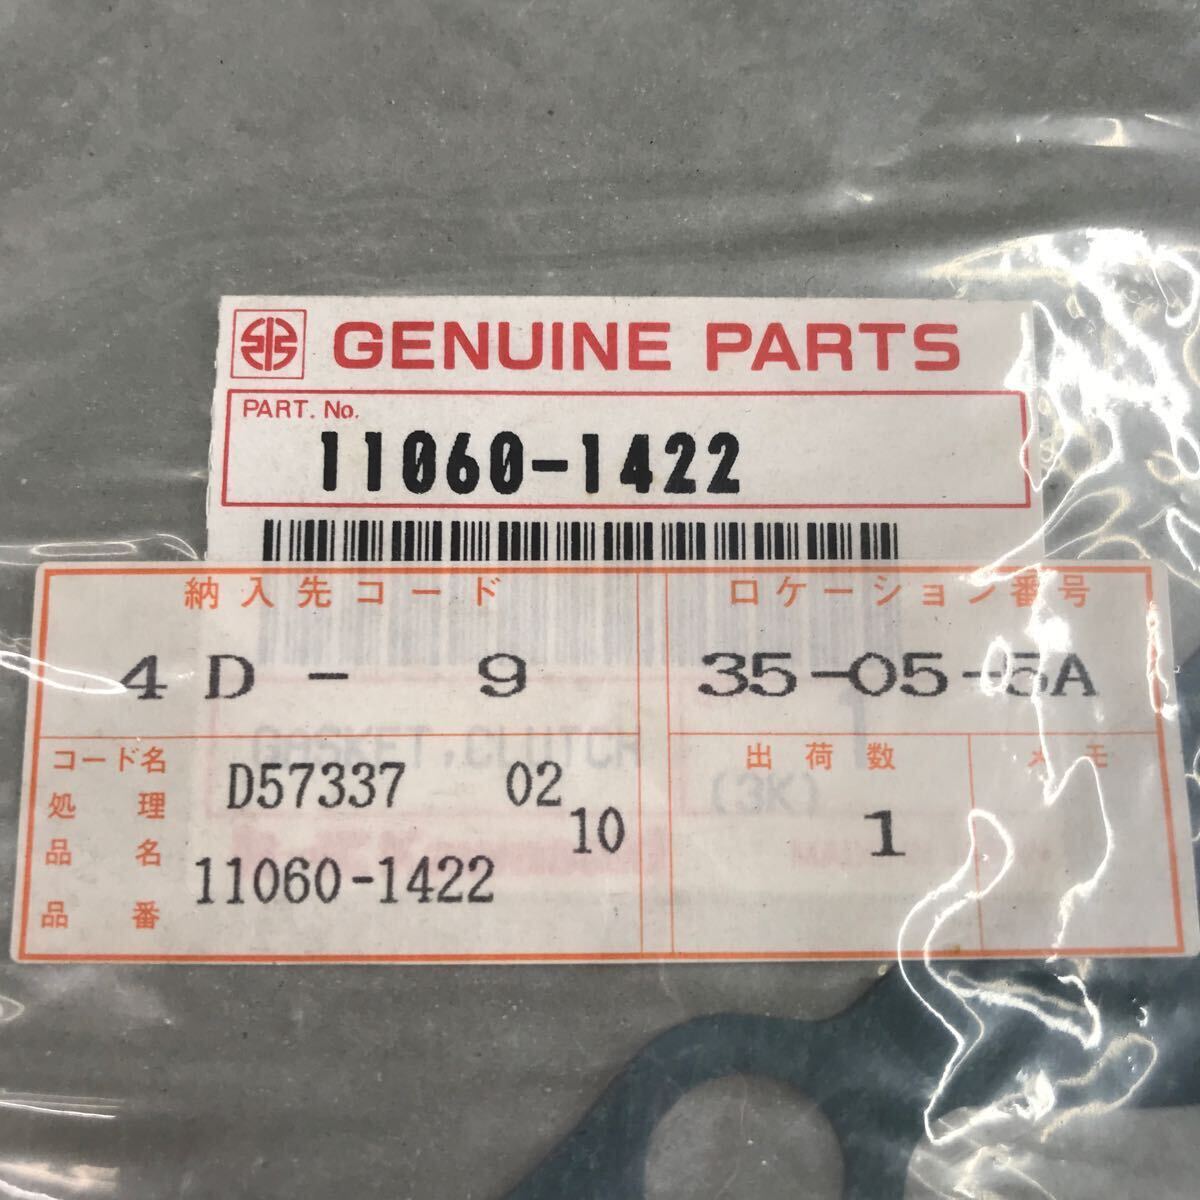 GENUINE PARTS
PART. No.
11060-1422
納入先コード ロケーション番号
4 D - 9 35-05-5A
GASKET,CLUTCH 1
コード名 D57337 02 出荷数 メモ
処理 10 (3K)
品名 1
品番 11060-1422